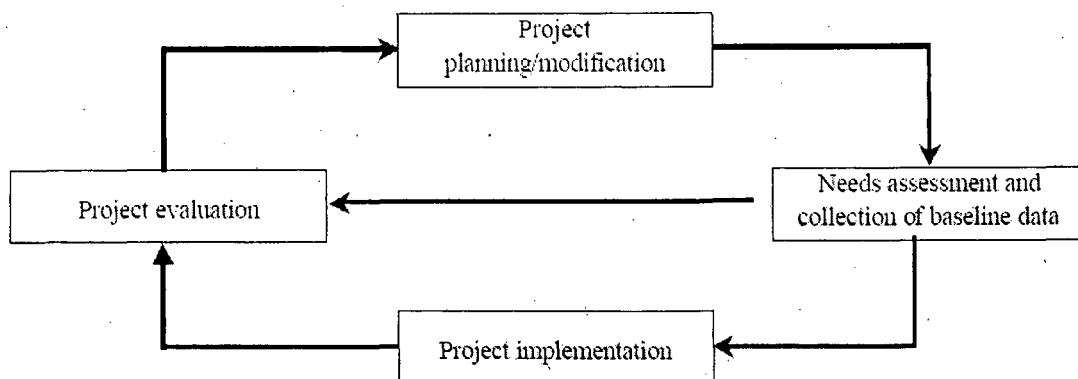 Project
planning/modification
Needs assessment and
collection of baseline data
Project evaluation
Project implementation